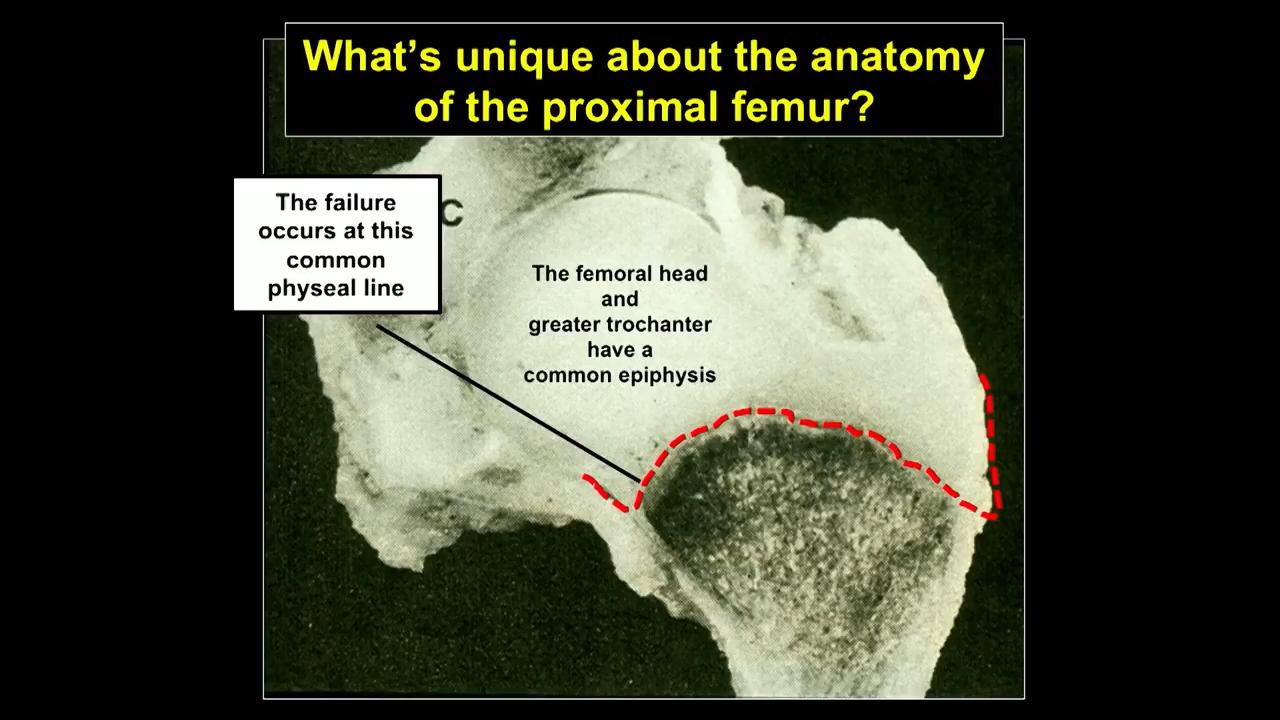 What's unique about the anatomy
of the proximal femur?
The failure
occurs at this
common
physeal line
C
The femoral head
and
greater trochanter
have a
common epiphysis